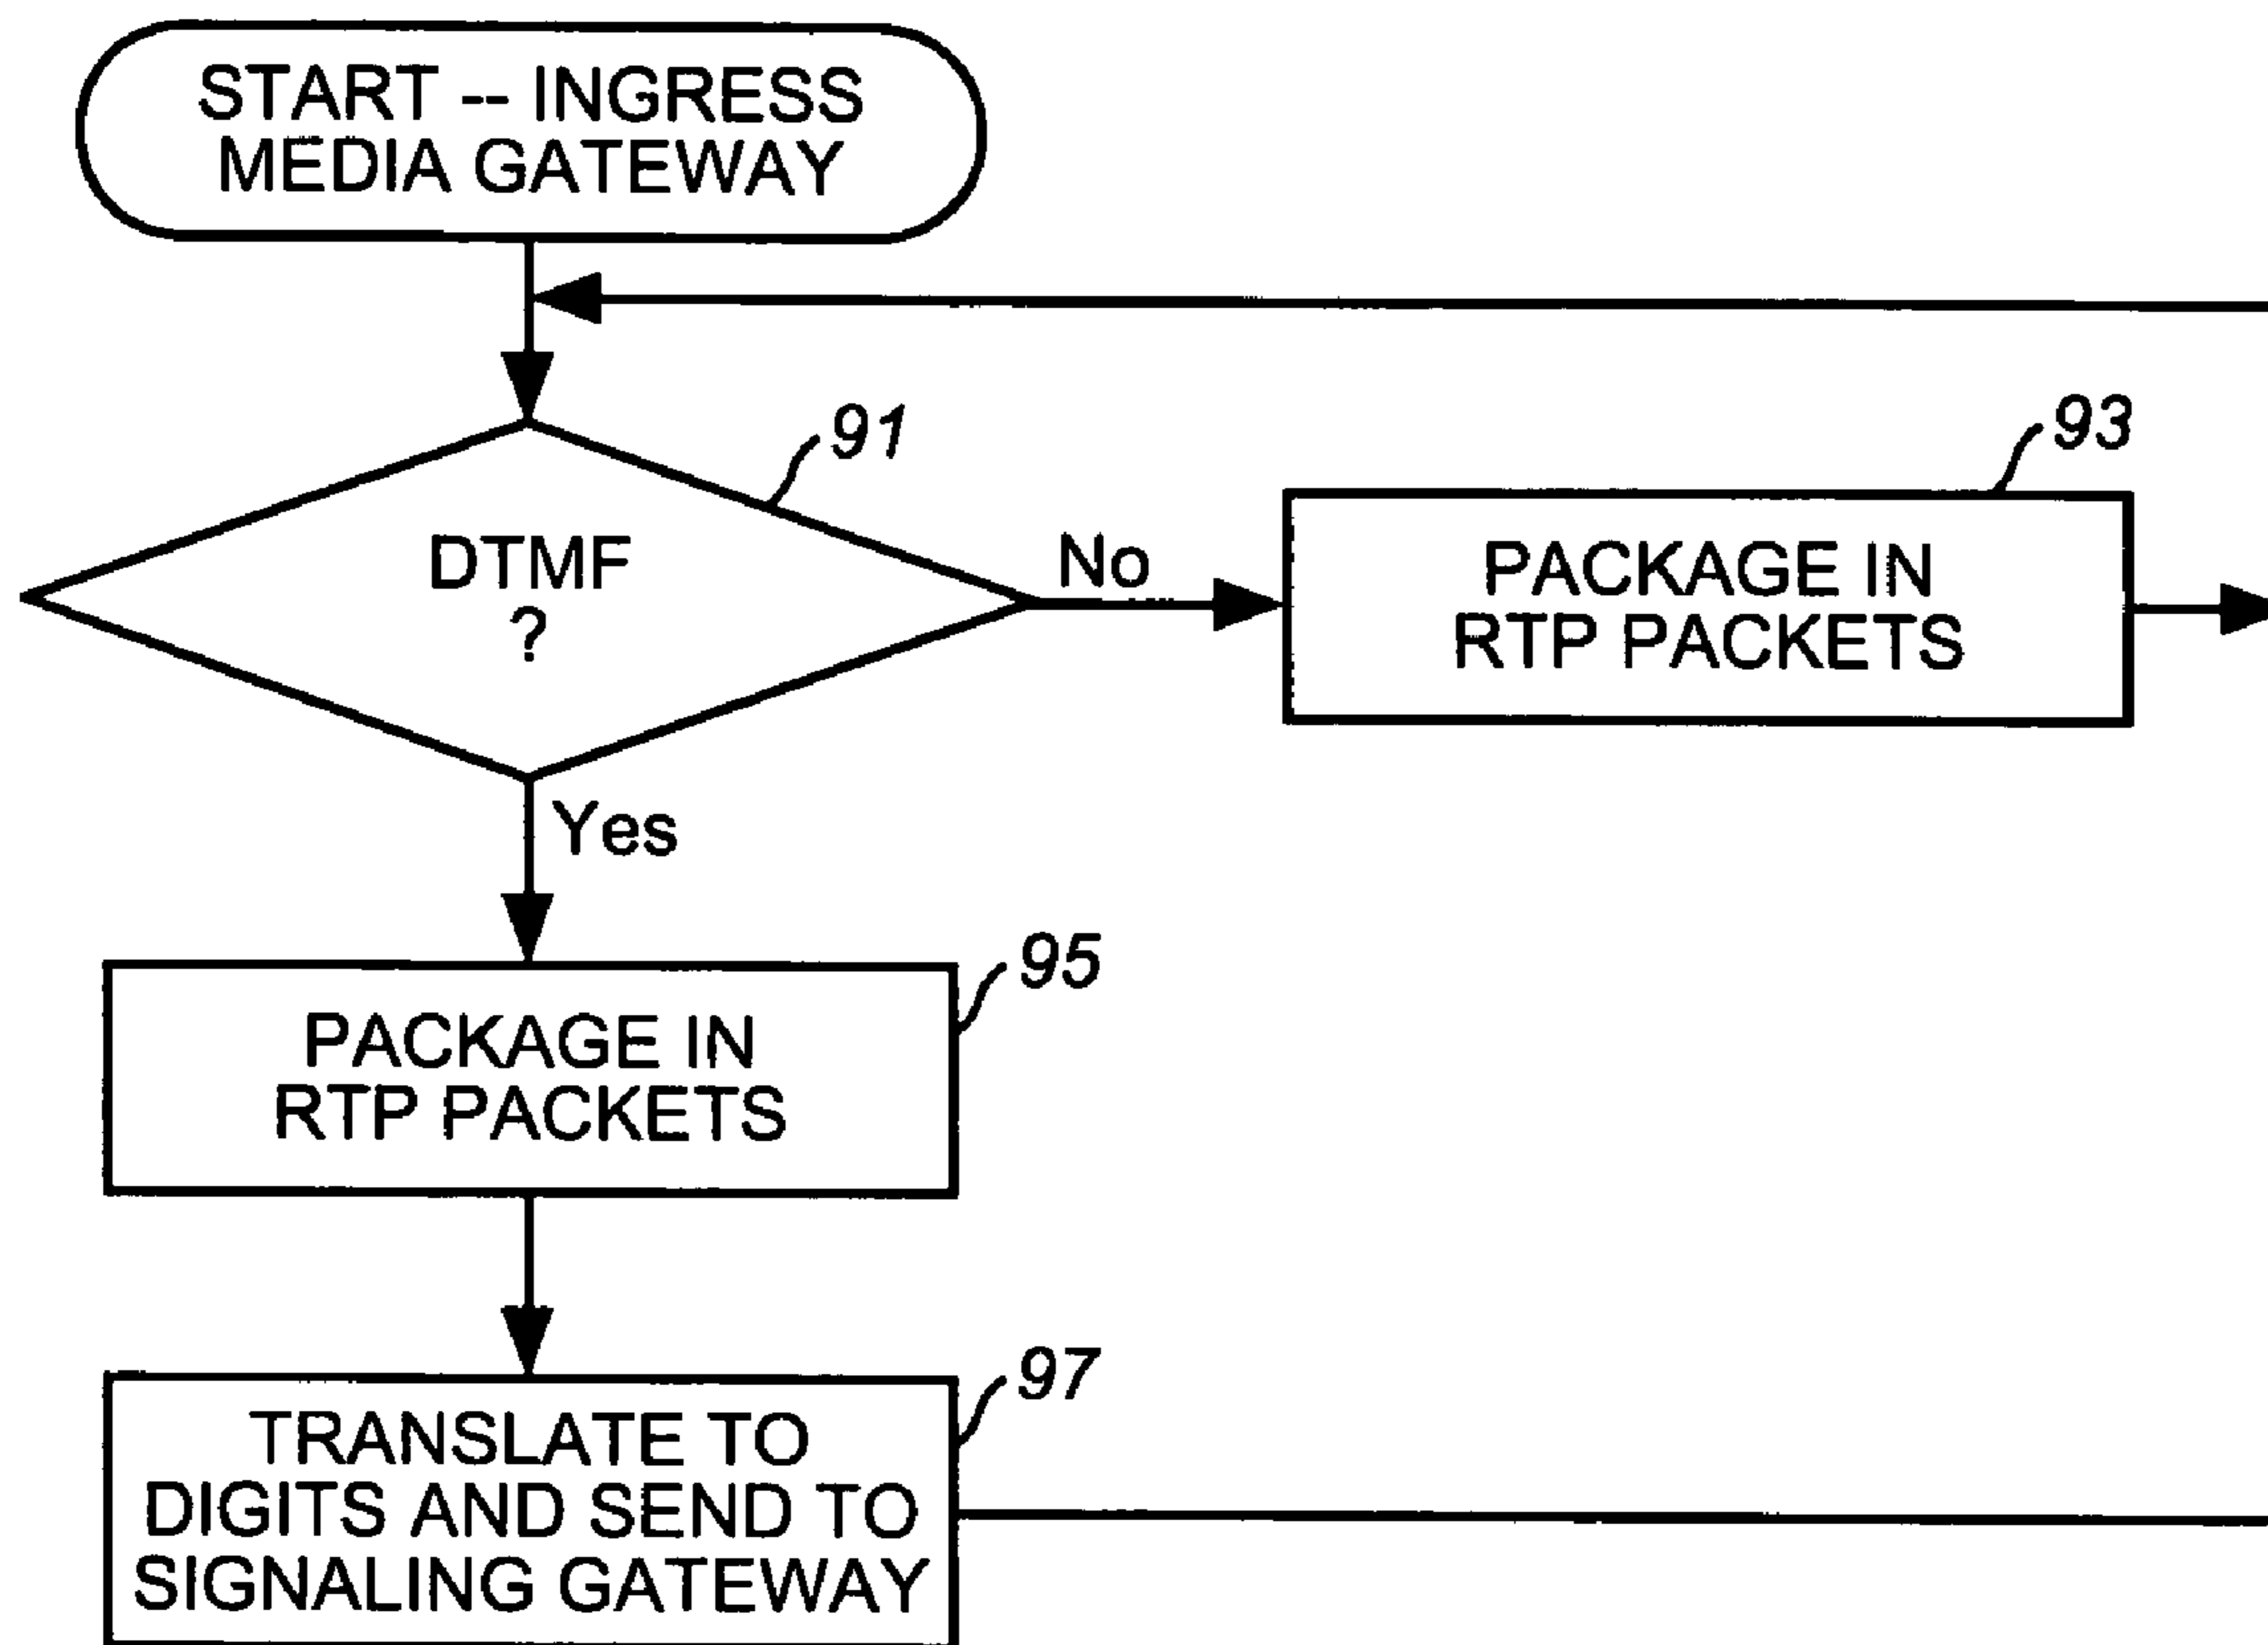 START -- INGRESS
MEDIA GATEWAY
91
DTMF
?
No
93
PACKAGE IN
RTP PACKETS
Yes
95
PACKAGE IN
RTP PACKETS
97
TRANSLATE TO
DIGITS AND SEND TO
SIGNALING GATEWAY